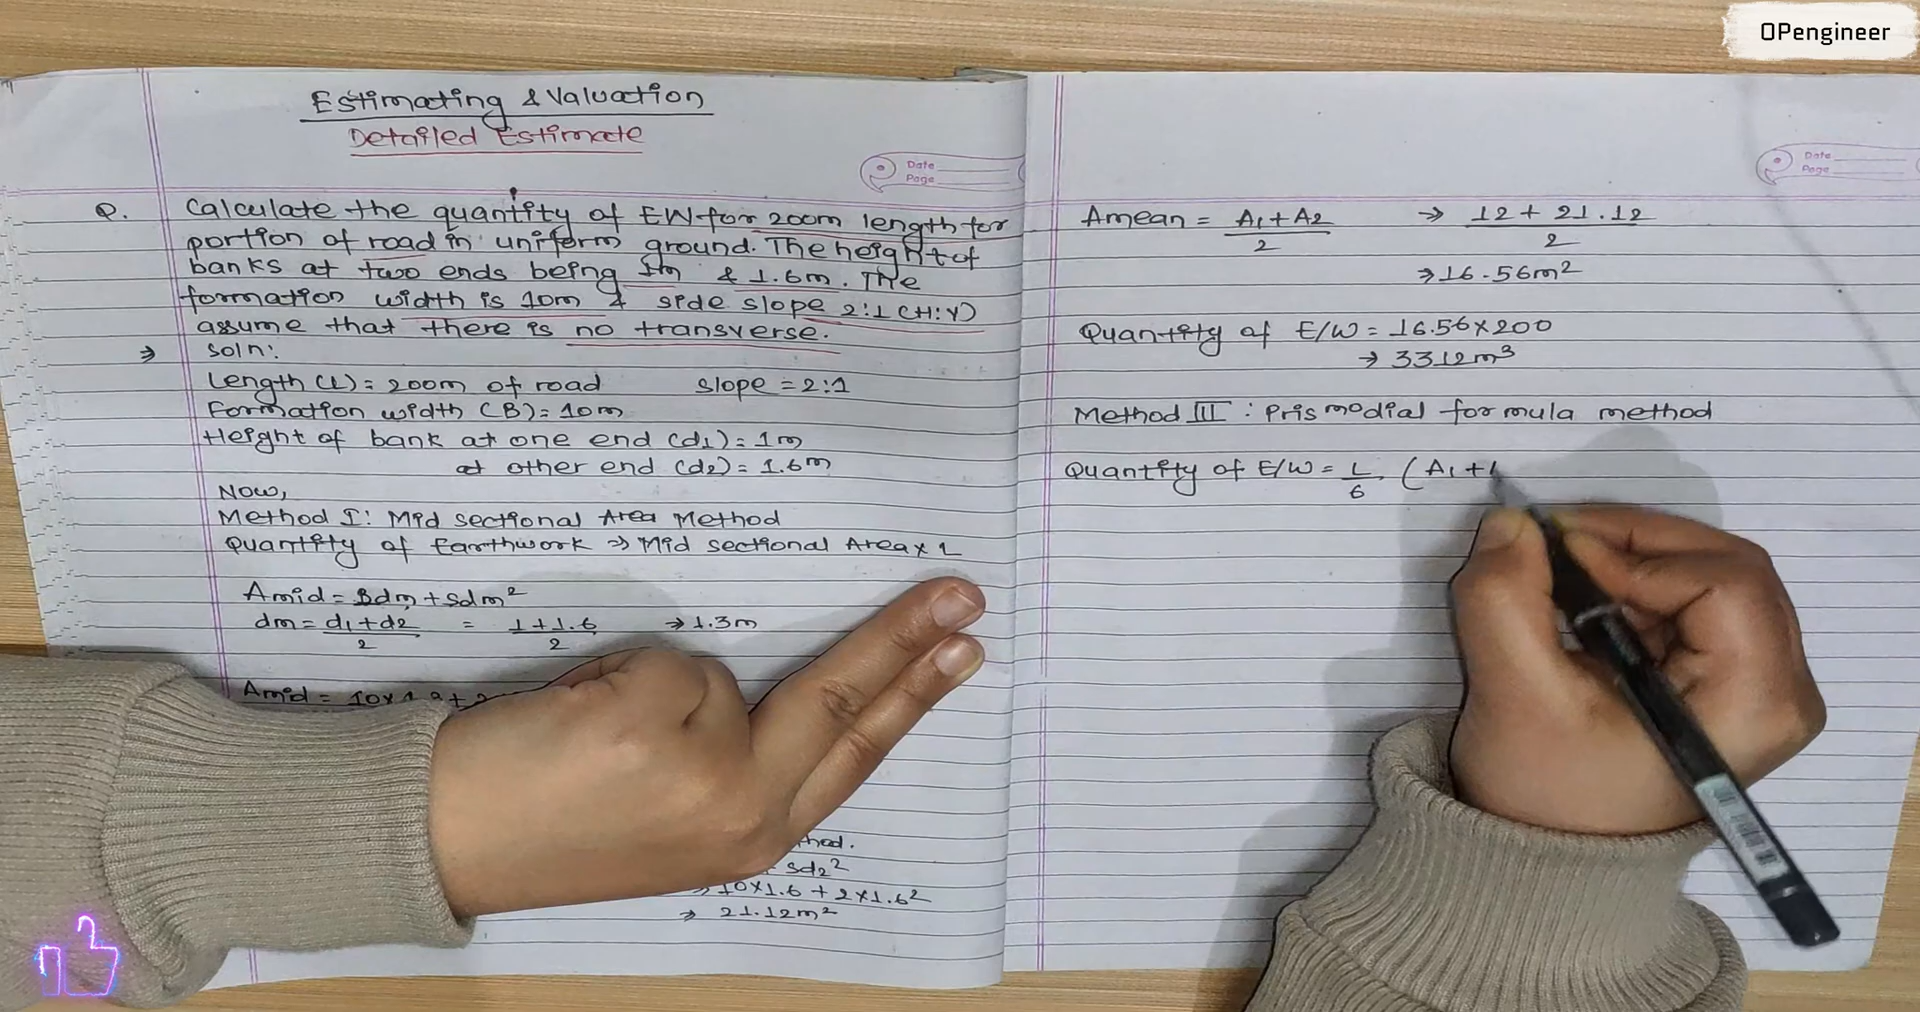 OPengineer
Estimating & Valuation
Detailed Estimate
Date
Page
Q. Calculate the quantity of EW for 200m length for
portion of road in uniform ground. The height of
banks at two ends being 1m & 1.6m. The
formation width is 10m & side slope 2:1 (H:V)
assume that there is no transverse.
⇒ Soln:
Length (L) = 200m of road slope = 2:1
Formation width (B) = 10m
Height of bank at one end (d1) = 1m
at other end (d2) = 1.6m
Now,
Method I: Mid sectional Area Method
Quantity of Earthwork ⇒ Mid sectional Area x L
Amid = Bdm + Sdm²
dm = d1+d2/2 = 1+1.6/2 → 1.3m
Amid = 10x1.3+2
thod.
Sd2²
⇒ 10x1.6 + 2x1.6²
⇒ 21.12m²
Date
Page
Amean = A1+A2/2 → 12+21.12/2
⇒ 16.56m²
Quantity of E/W = 16.56x200
→ 3312m³
Method III : Prismodial formula method
Quantity of E/W = L/6 (A1+